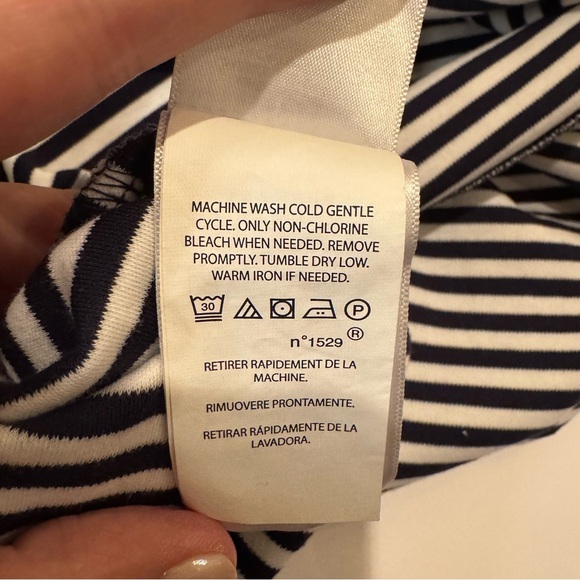 MACHINE WASH COLD GENTLE
CYCLE. ONLY NON-CHLORINE
BLEACH WHEN NEEDED. REMOVE
PROMPTLY. TUMBLE DRY LOW.
WARM IRON IF NEEDED.
30 P
n°1529 ®
RETIRER RAPIDEMENT DE LA
MACHINE.
RIMUOVERE PRONTAMENTE.
RETIRAR RÁPIDAMENTE DE LA
LAVADORA.